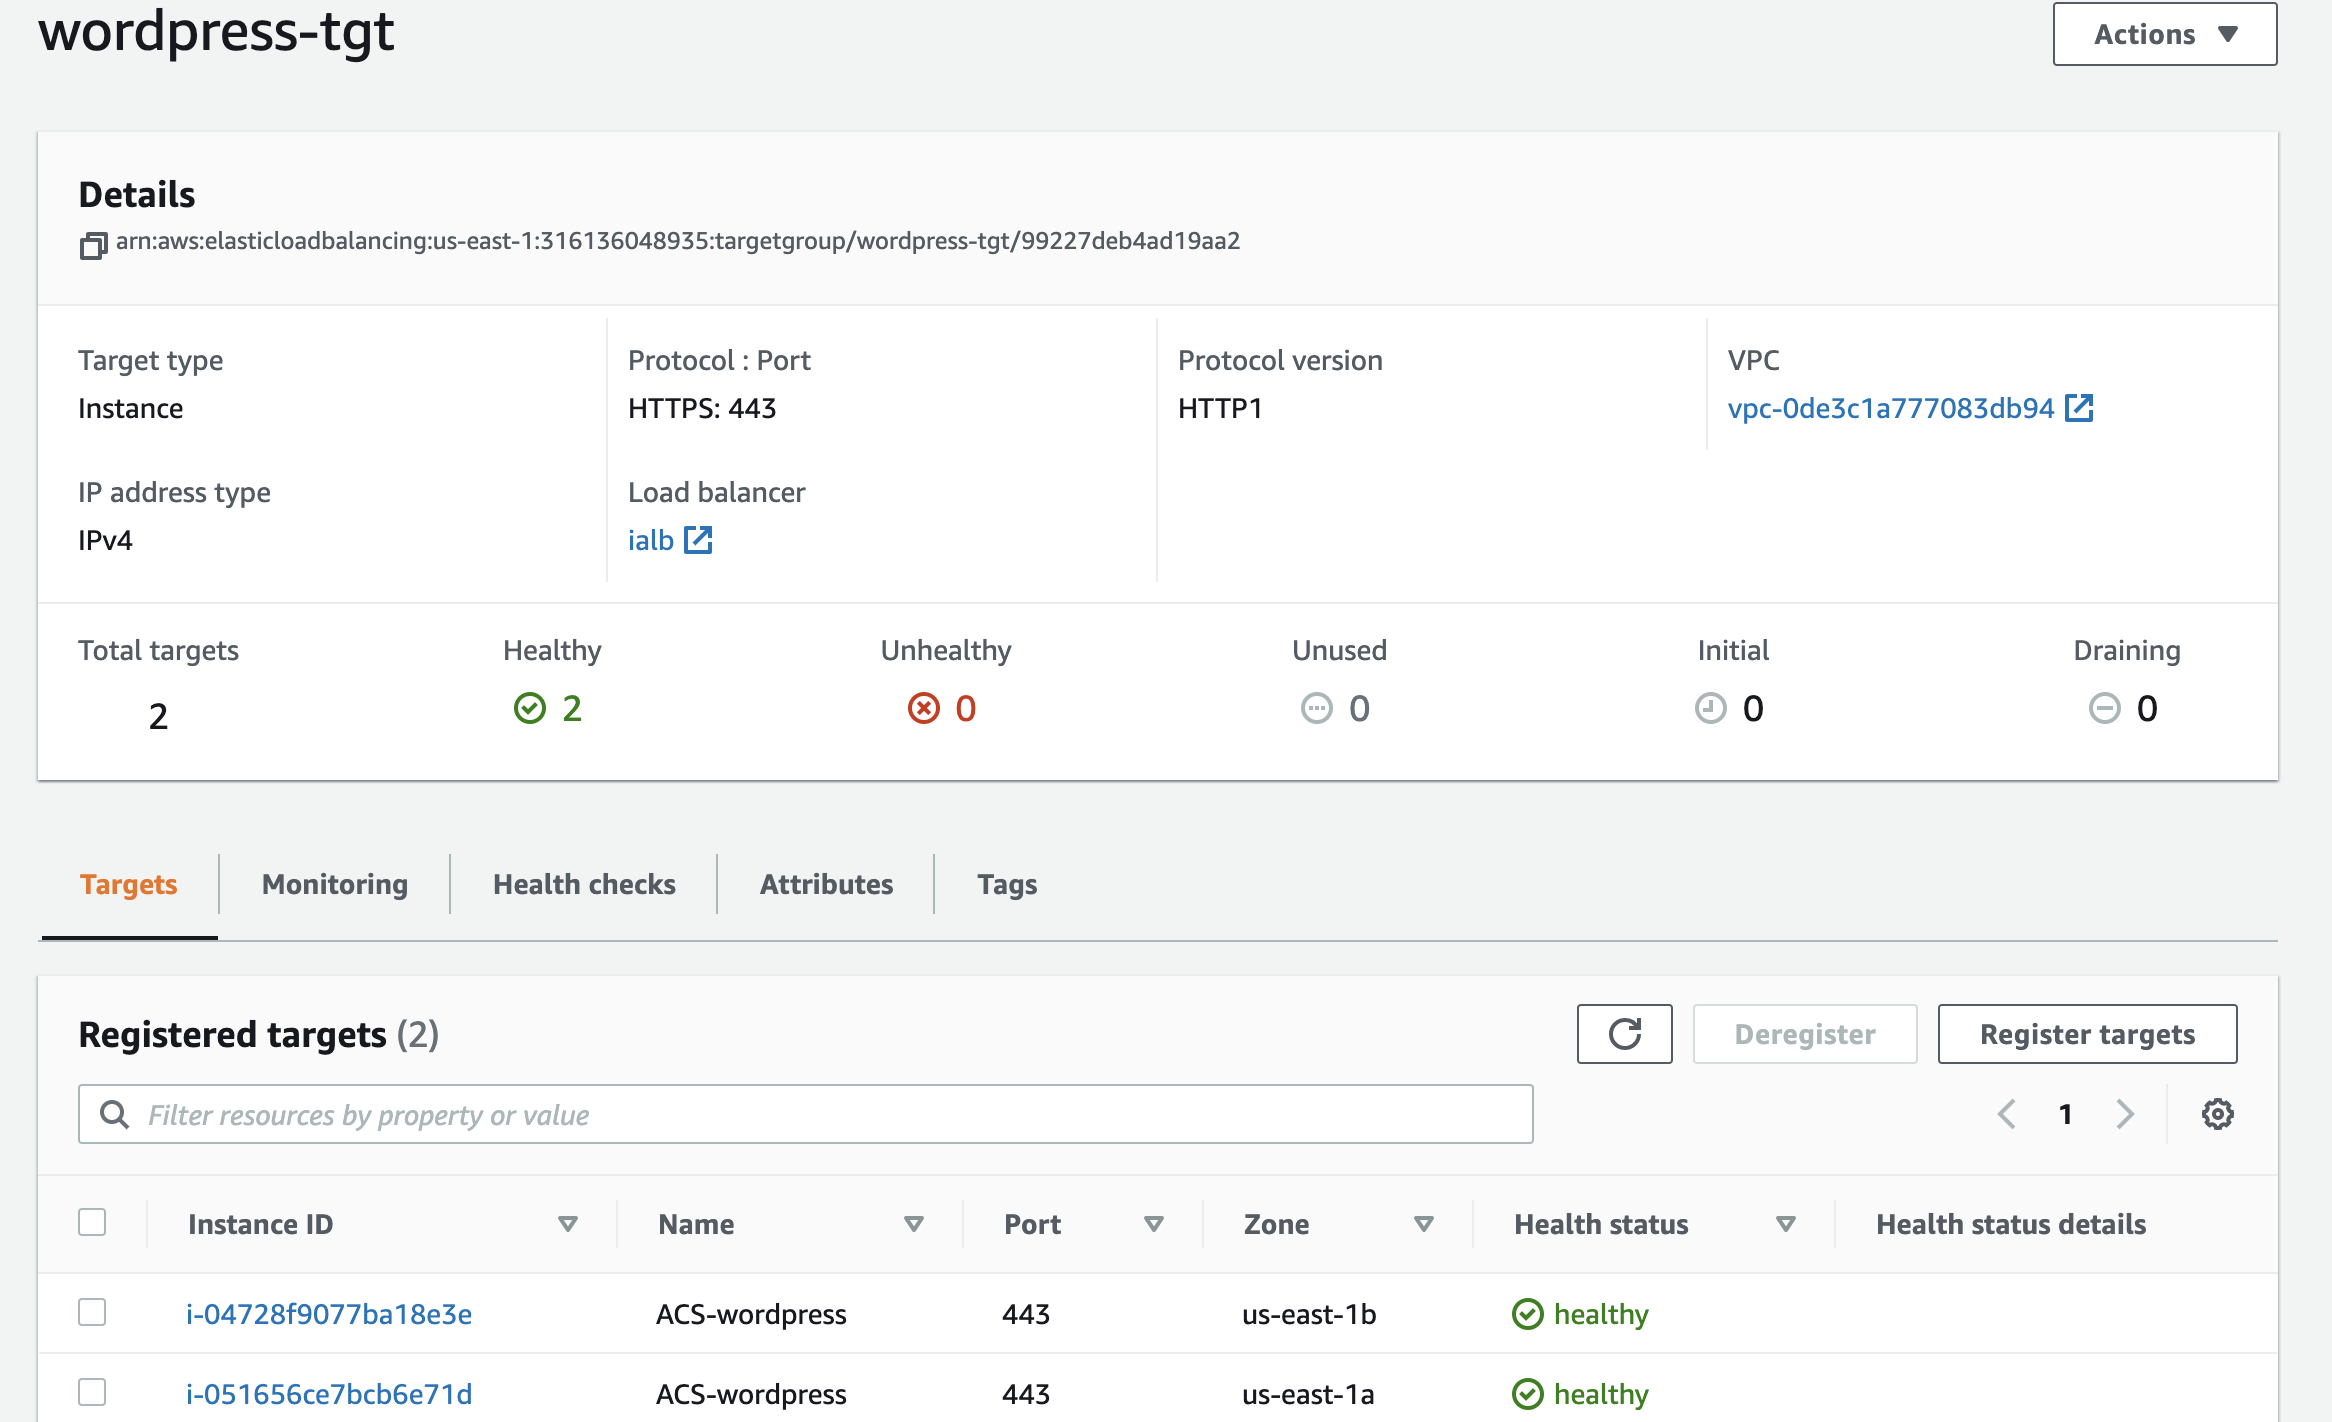 wordpress-tgt
Actions
Details
arn:aws:elasticloadbalancing:us-east-1:316136048935:targetgroup/wordpress-tgt/99227deb4ad19aa2
Target type
Instance
Protocol : Port
HTTPS: 443
Protocol version
HTTP1
VPC
vpc-0de3c1a777083db94
IP address type
IPv4
Load balancer
ialb
Total targets
2
Healthy
2
Unhealthy
0
Unused
0
Initial
0
Draining
0
Targets
Monitoring
Health checks
Attributes
Tags
Registered targets (2)
Deregister
Register targets
Filter resources by property or value
1
Instance ID
Name
Port
Zone
Health status
Health status details
i-04728f9077ba18e3e ACS-wordpress 443 us-east-1b healthy
i-051656ce7bcb6e71d ACS-wordpress 443 us-east-1a healthy